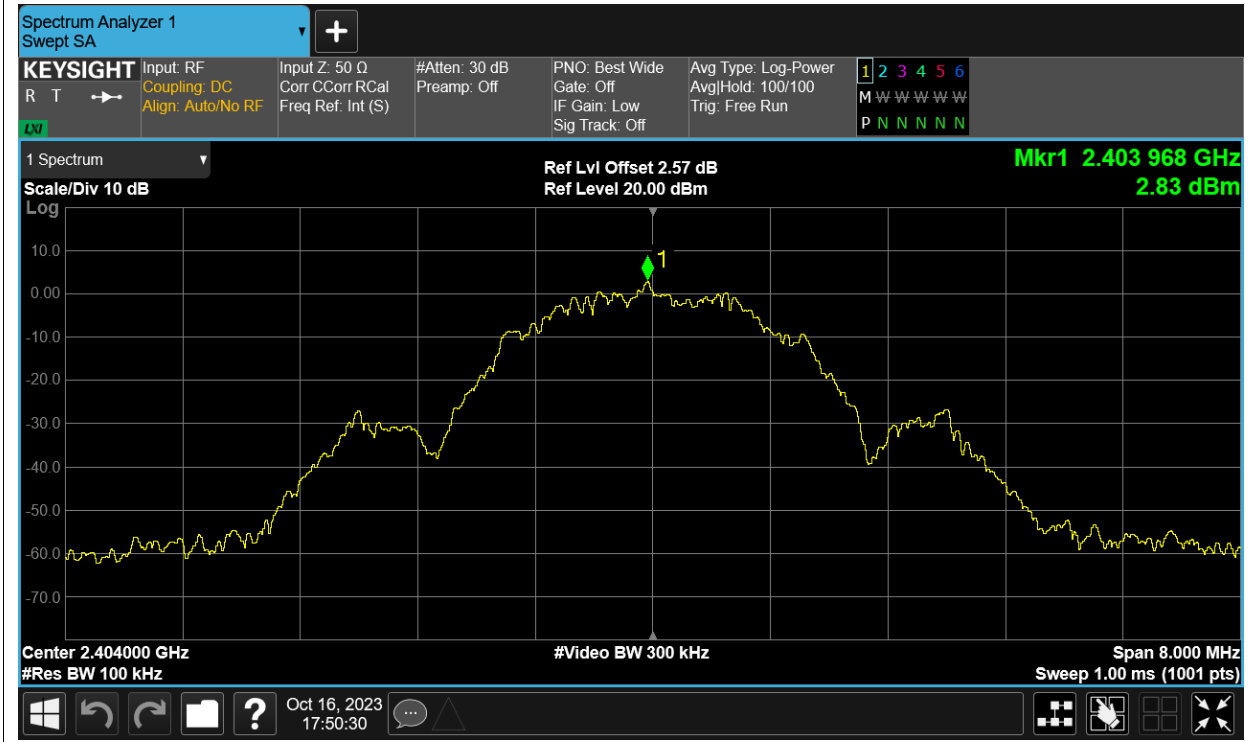 Spectrum Analyzer 1
Swept SA
KEYSIGHT
R T
LXI
Input: RF
Coupling: DC
Align: Auto/No RF
Input Z: 50 Ω
Corr CCorr RCal
Freq Ref: Int (S)
#Atten: 30 dB
Preamp: Off
PNO: Best Wide
Gate: Off
IF Gain: Low
Sig Track: Off
Avg Type: Log-Power
Avg|Hold: 100/100
Trig: Free Run
1 2 3 4 5 6
M W W W W W W
P N N N N N N
1 Spectrum
Scale/Div 10 dB
Log
Ref Lvl Offset 2.57 dB
Ref Level 20.00 dBm
Mkr1 2.403 968 GHz
2.83 dBm
1
10.0
0.00
-10.0
-20.0
-30.0
-40.0
-50.0
-60.0
-70.0
Center 2.404000 GHz
#Video BW 300 kHz
Span 8.000 MHz
#Res BW 100 kHz
Sweep 1.00 ms (1001 pts)
?
Oct 16, 2023
17:50:30